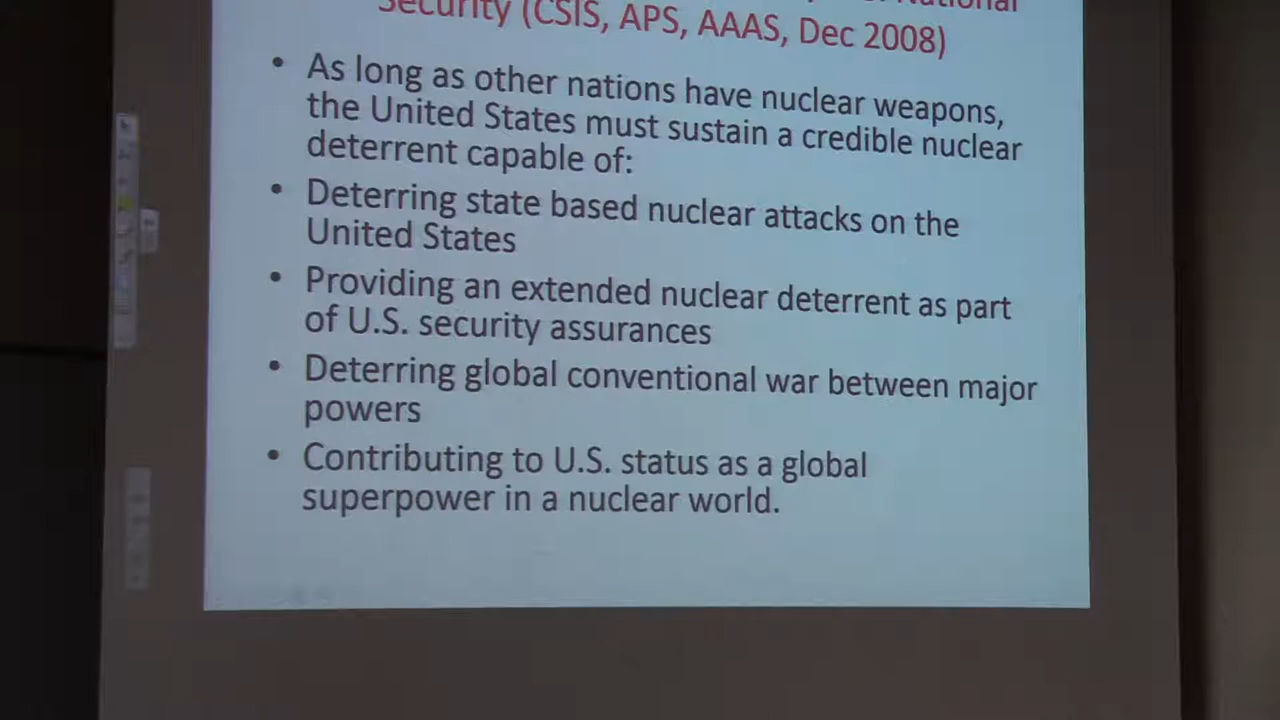 National
Security (CSIS, APS, AAAS, Dec 2008)
• As long as other nations have nuclear weapons,
the United States must sustain a credible nuclear
deterrent capable of:
• Deterring state based nuclear attacks on the
United States
• Providing an extended nuclear deterrent as part
of U.S. security assurances
• Deterring global conventional war between major
powers
• Contributing to U.S. status as a global
superpower in a nuclear world.